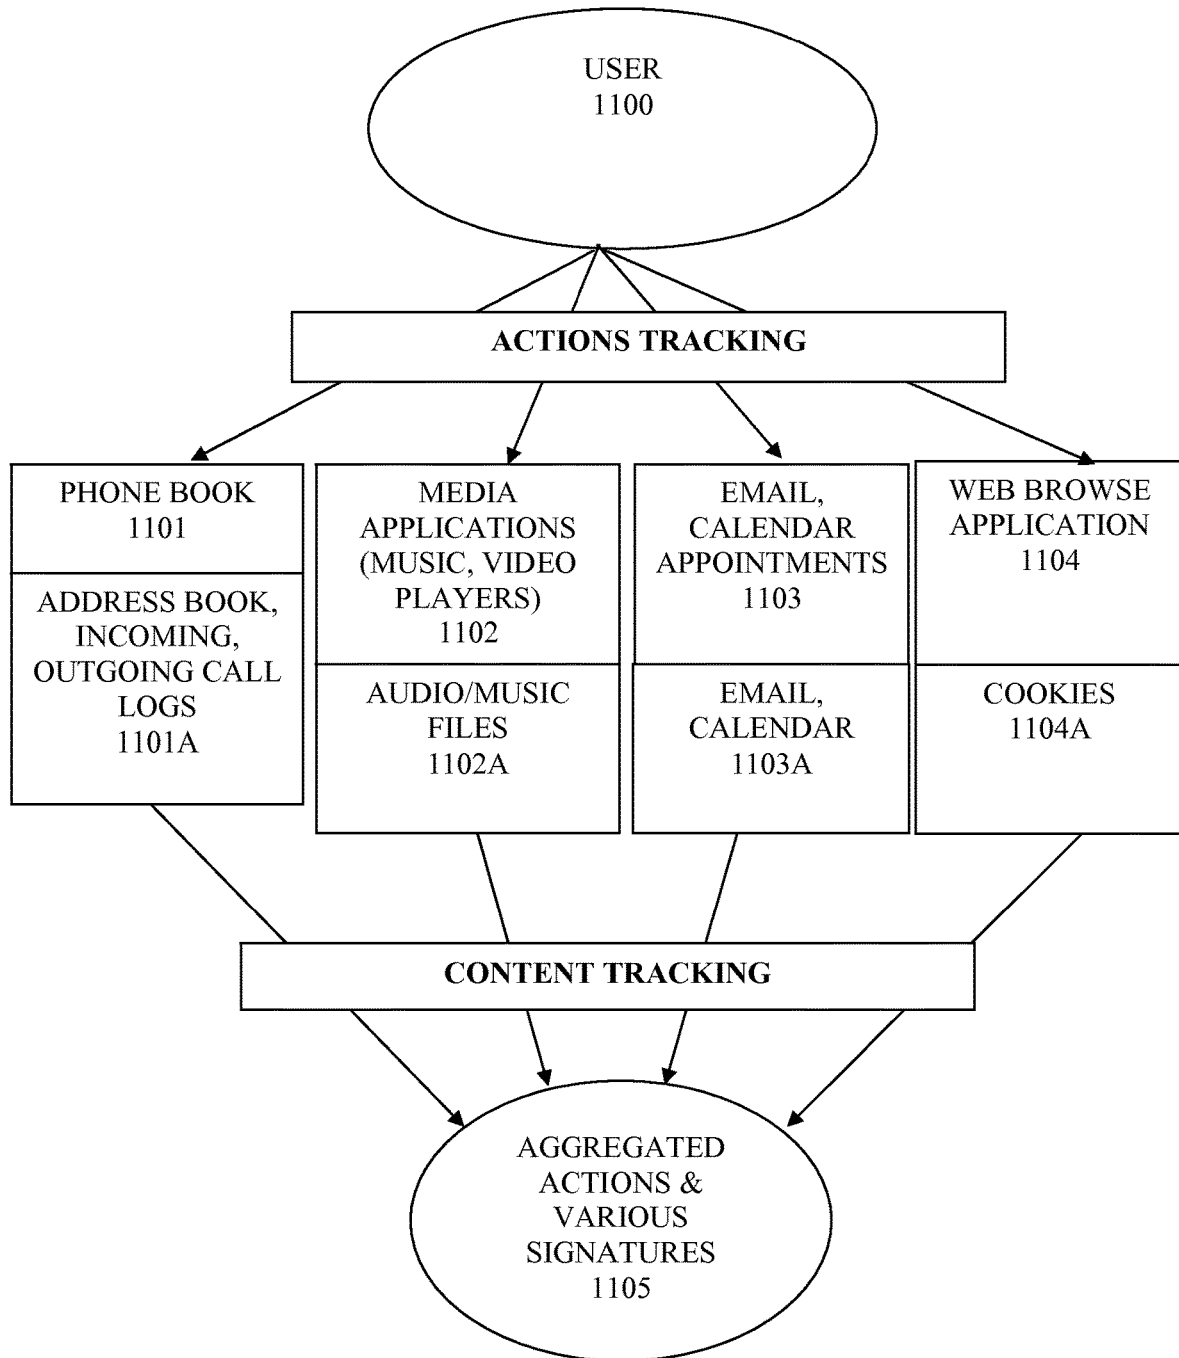 USER
1100
ACTIONS TRACKING
PHONE BOOK
1101
ADDRESS BOOK,
INCOMING,
OUTGOING CALL
LOGS
1101A
MEDIA
APPLICATIONS
(MUSIC, VIDEO
PLAYERS)
1102
AUDIO/MUSIC
FILES
1102A
EMAIL,
CALENDAR
APPOINTMENTS
1103
EMAIL,
CALENDAR
1103A
WEB BROWSE
APPLICATION
1104
COOKIES
1104A
CONTENT TRACKING
AGGREGATED
ACTIONS &
VARIOUS
SIGNATURES
1105